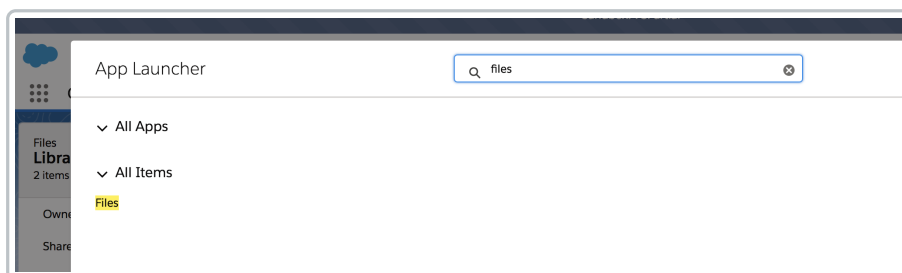 App Launcher
files
All Apps
Files
Libra
2 items
All Items
Files
Owne
Share